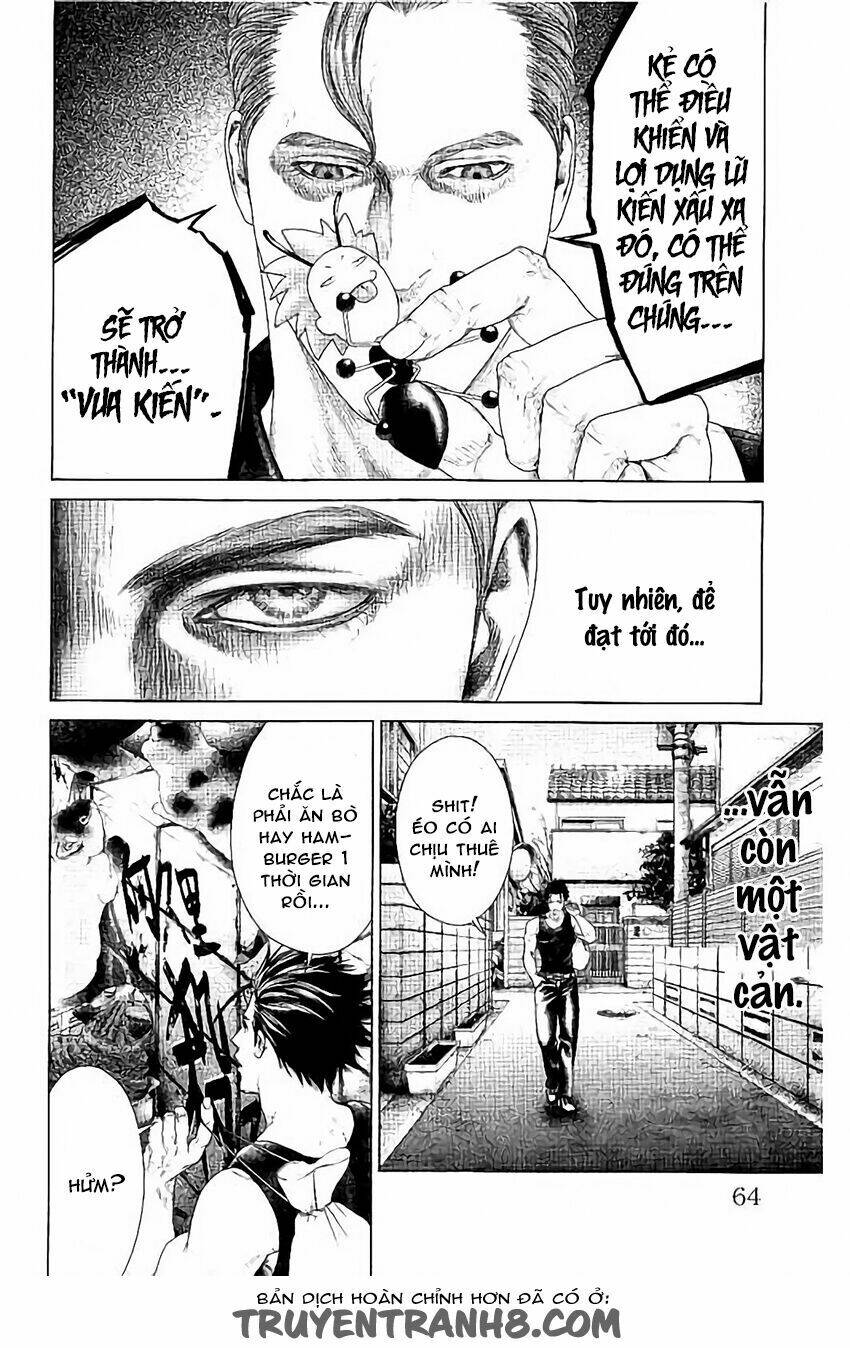 KẺ CÓ
THỂ ĐIỀU
KHIỂN VÀ
LỢI DỤNG LŨ
KIẾN XẤU XA
ĐÓ, CÓ THỂ
ĐÚNG TRÊN
CHÚNG...
SẼ TRỞ
THÀNH...
"VUA KIẾN".
Tuy nhiên, để
đạt tới đó...
...vẫn
còn
một
vật
cản.
SHIT!
ÉO CÓ AI
CHỊU THUÊ
MÌNH!
CHẮC LÀ
PHẢI ĂN BÒ
HAY HAM-
BURGER 1
THỜI GIAN
RỒI...
HỬM?
64
BẢN DỊCH HOÀN CHỈNH HƠN ĐÃ CÓ Ở:
TRUYENTRANH8.COM